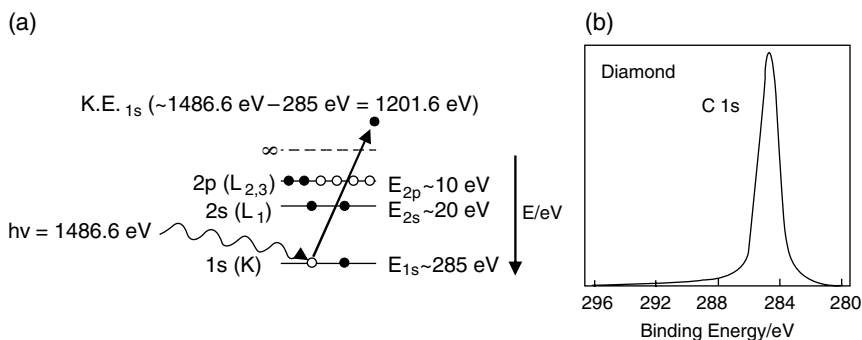 (a)
K.E. 1s (~1486.6 eV−285 eV = 1201.6 eV)
∞
2p (L2,3)
E2p~10 eV
2s (L1)
E2s~20 eV
E/eV
hν = 1486.6 eV
1s (K)
E1s~285 eV
(b)
Diamond
C 1s
296 292 288 284 280
Binding Energy/eV